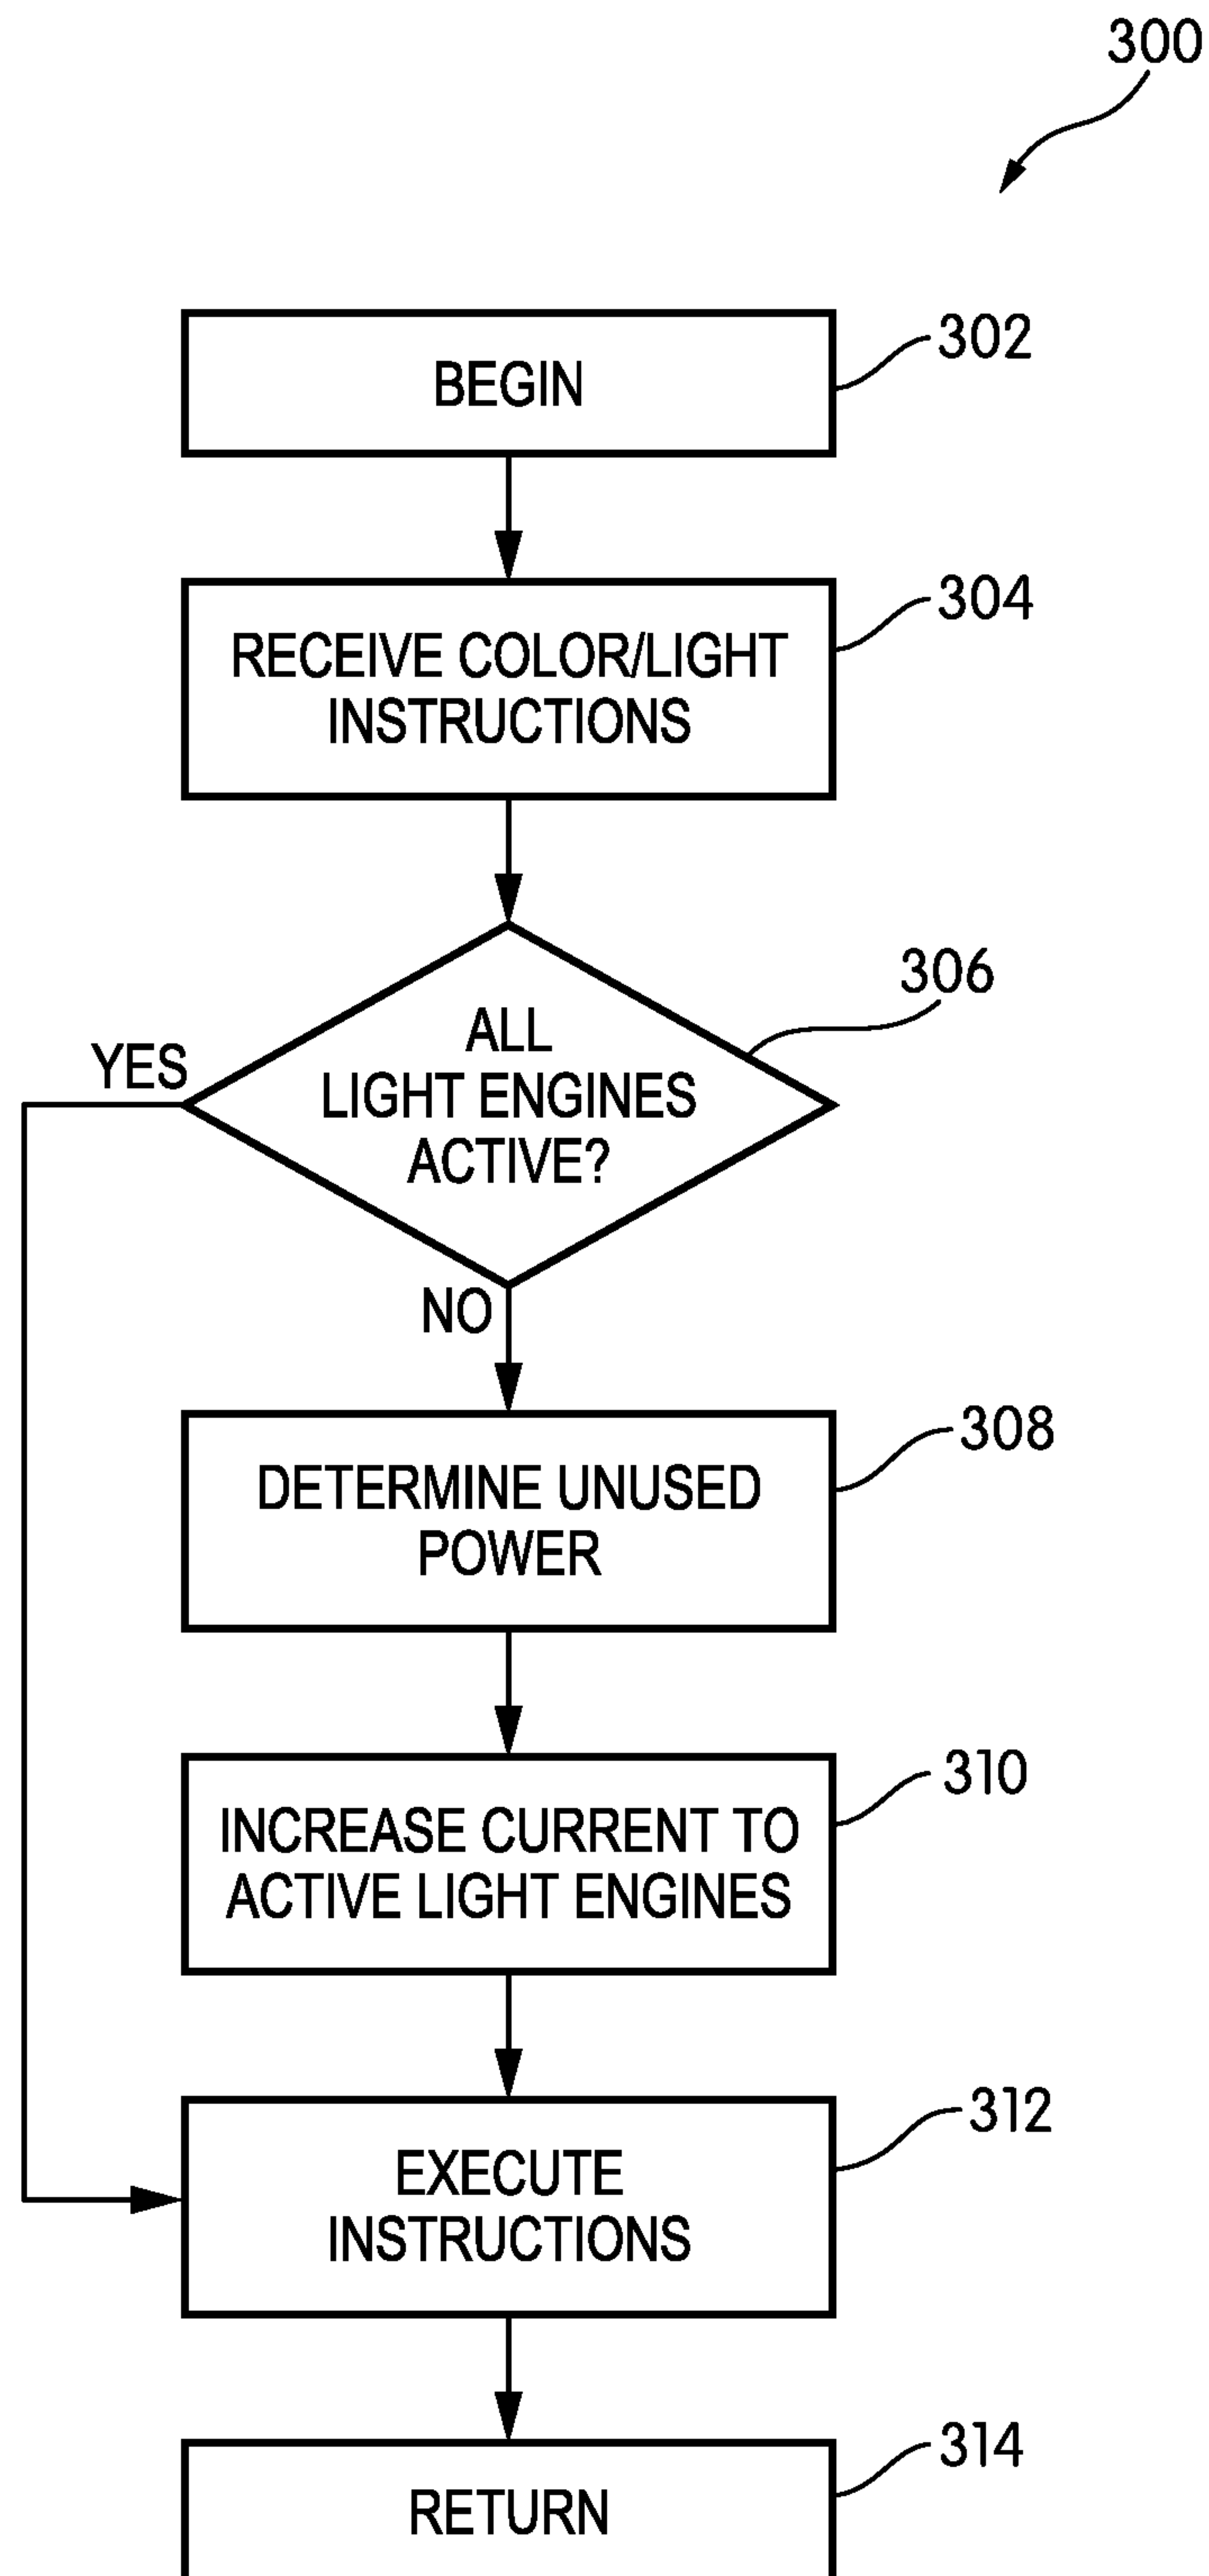 300
BEGIN
302
RECEIVE COLOR/LIGHT
INSTRUCTIONS
304
ALL
LIGHT ENGINES
ACTIVE?
306
YES
NO
DETERMINE UNUSED
POWER
308
INCREASE CURRENT TO
ACTIVE LIGHT ENGINES
310
EXECUTE
INSTRUCTIONS
312
RETURN
314